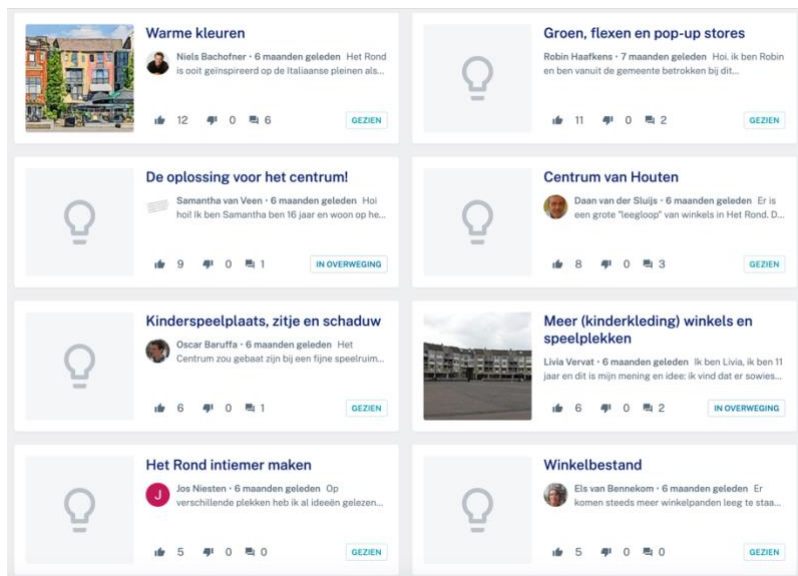 Warme kleuren
Niels Bachofner • 6 maanden geleden Het Rond
is ooit geïnspireerd op de Italiaanse pleinen als...
12 0 6 GEZIEN
Groen, flexen en pop-up stores
Robin Haafkens • 7 maanden geleden Hoi, ik ben Robin
en ben vanuit de gemeente betrokken bij dit...
11 0 2 GEZIEN
De oplossing voor het centrum!
Samantha van Veen • 6 maanden geleden Hoi
hoi! Ik ben Samantha ben 16 jaar en woon op he...
9 0 1 IN OVERWEGING
Centrum van Houten
Daan van der Sluijs • 6 maanden geleden Er is
een grote "leegloop" van winkels in Het Rond. D...
8 0 3 GEZIEN
Kinderspeelplaats, zitje en schaduw
Oscar Baruffa • 6 maanden geleden Het
Centrum zou gebaat zijn bij een fijne speelruim...
6 0 1 GEZIEN
Meer (kinderkleding) winkels en
speelplekken
Livia Vervat • 6 maanden geleden Ik ben Livia, ik ben 11
jaar en dit is mijn mening en idee: ik vind dat er sowies...
6 0 2 IN OVERWEGING
Het Rond intiemer maken
J
Jos Niesten • 6 maanden geleden Op
verschillende plekken heb ik al ideeën gelezen...
5 0 0 GEZIEN
Winkelbestand
Els van Bennekom • 6 maanden geleden Er
komen steeds meer winkelpanden leeg te staa...
5 0 0 GEZIEN